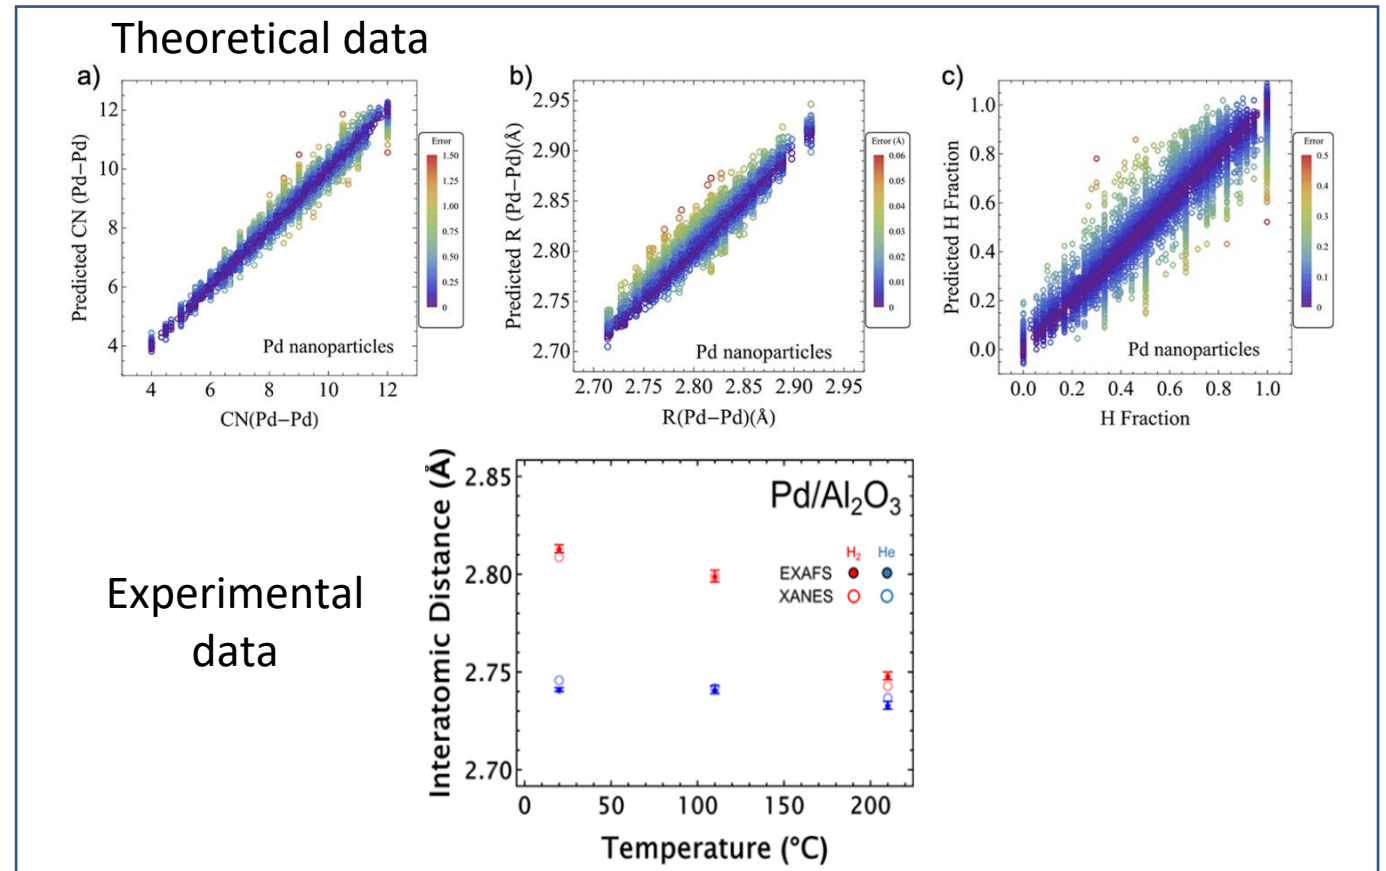 Theoretical data
a)
Predicted CN (Pd−Pd)
12
10
8
6
4
4 6 8 10 12
CN(Pd−Pd)
Pd nanoparticles
Error
1.50
1.25
1.00
0.75
0.50
0.25
0
b)
Predicted R (Pd−Pd)(Å)
2.95
2.90
2.85
2.80
2.75
2.70
2.70 2.75 2.80 2.85 2.90 2.95
R(Pd−Pd)(Å)
Pd nanoparticles
Error (Å)
0.06
0.05
0.04
0.03
0.02
0.01
0
c)
Predicted H Fraction
1.0
0.8
0.6
0.4
0.2
0.0
0.0 0.2 0.4 0.6 0.8 1.0
H Fraction
Pd nanoparticles
Error
0.5
0.4
0.3
0.2
0.1
0
Experimental
data
Interatomic Distance (Å)
2.85
2.80
2.75
2.70
0 50 100 150 200
Temperature (°C)
Pd/Al₂O₃
H₂ He
EXAFS
XANES